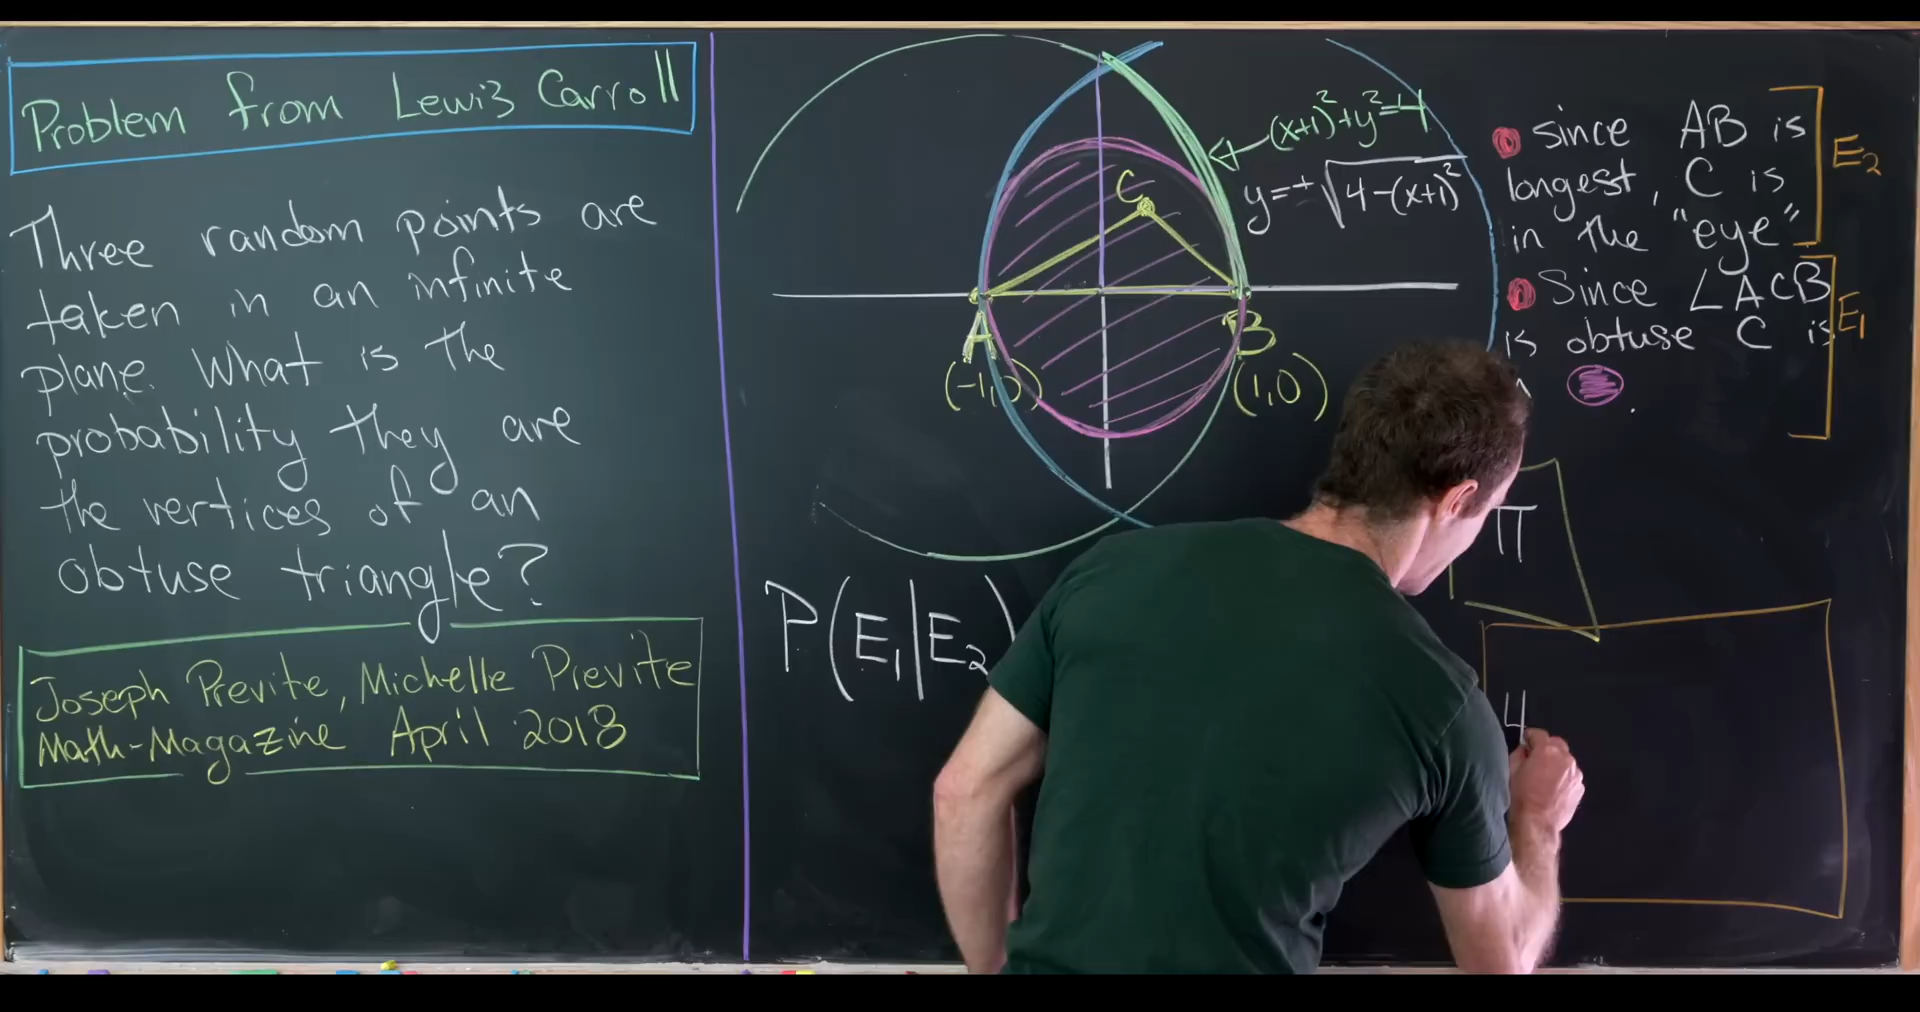 Problem from Lewis Carroll
Three random points are
taken in an infinite
plane. What is the
probability they are
the vertices of an
obtuse triangle?
Joseph Previte, Michelle Previte
Math-Magazine April 2018
(x+1)²+y²=4
y=±√4-(x+1)²
C
A
B
(-1,0)
(1,0)
P(E₁|E₂)
since AB is
longest, C is
in the "eye"
E₂
Since ∠ACB
is obtuse C is
E₁
π
4